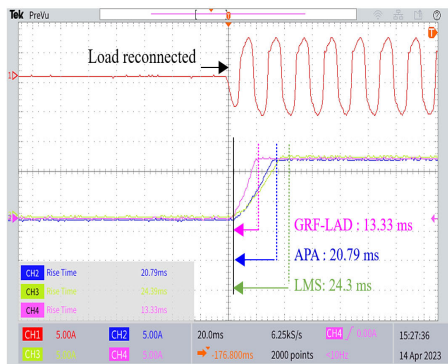 Tek PreVu
T
Load reconnected
1
GRF-LAD : 13.33 ms
APA : 20.79 ms
LMS: 24.3 ms
CH2 Rise Time 20.79ms
CH3 Rise Time
CH4 Rise Time 13.33ms
CH1 5.00A CH2 5.00A 20.0ms 6.25kS/s CH4 0.00A 15:27:36
CH3 5.00A CH4 5.00A -176.800ms 2000 points <10Hz 14 Apr 2023